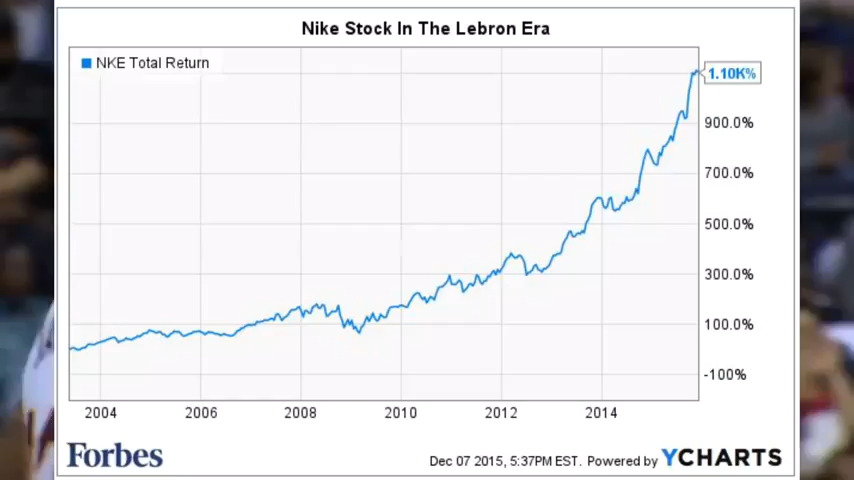 Nike Stock In The Lebron Era
NKE Total Return
1.10K%
900.0%
700.0%
500.0%
300.0%
100.0%
-100%
2004 2006 2008 2010 2012 2014
Forbes
Dec 07 2015, 5:37PM EST. Powered by YCHARTS